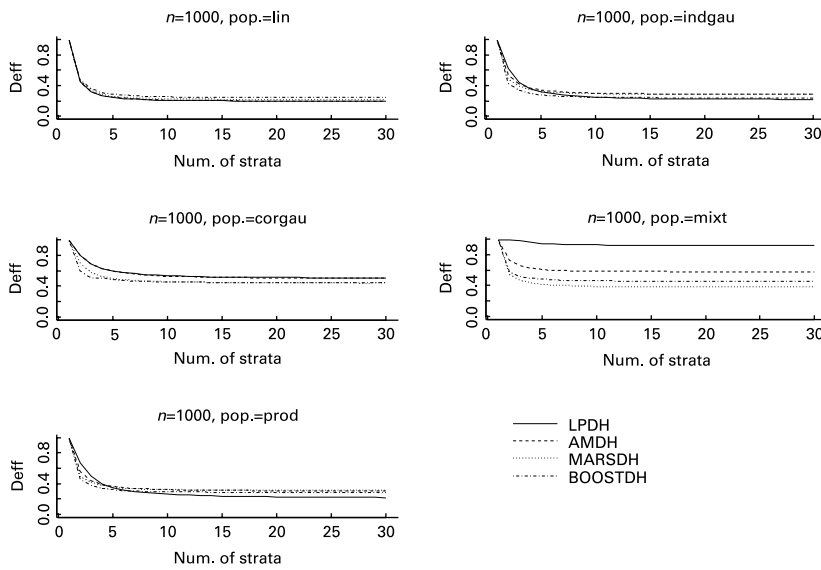 n=1000, pop.=lin
Deff
0.0 0.4 0.8
0 5 10 15 20 25 30
Num. of strata
n=1000, pop.=indgau
Deff
0.0 0.4 0.8
0 5 10 15 20 25 30
Num. of strata
n=1000, pop.=corgau
Deff
0.0 0.4 0.8
0 5 10 15 20 25 30
Num. of strata
n=1000, pop.=mixt
Deff
0.0 0.4 0.8
0 5 10 15 20 25 30
Num. of strata
n=1000, pop.=prod
Deff
0.0 0.4 0.8
0 5 10 15 20 25 30
Num. of strata
LPDH
AMDH
MARSDH
BOOSTDH